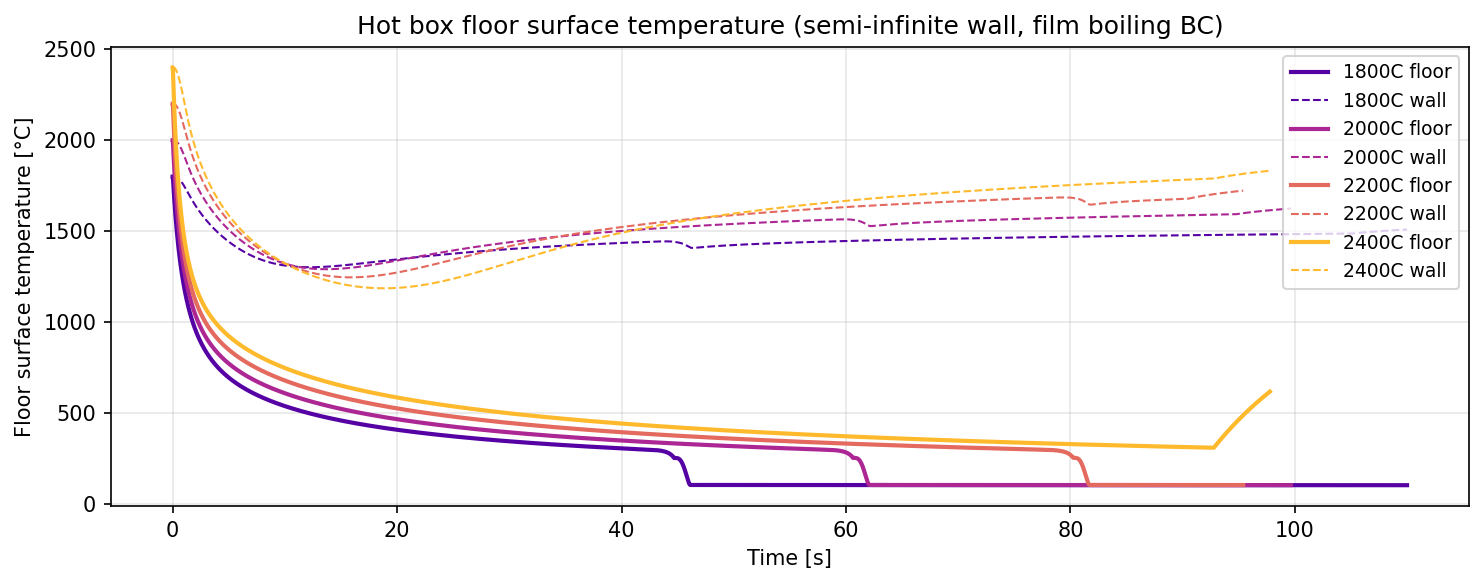 Hot box floor surface temperature (semi-infinite wall, film boiling BC)
Floor surface temperature [°C]
2500
2000
1500
1000
500
0
1800C floor
1800C wall
2000C floor
2000C wall
2200C floor
2200C wall
2400C floor
2400C wall
0
20
40
60
80
100
Time [s]